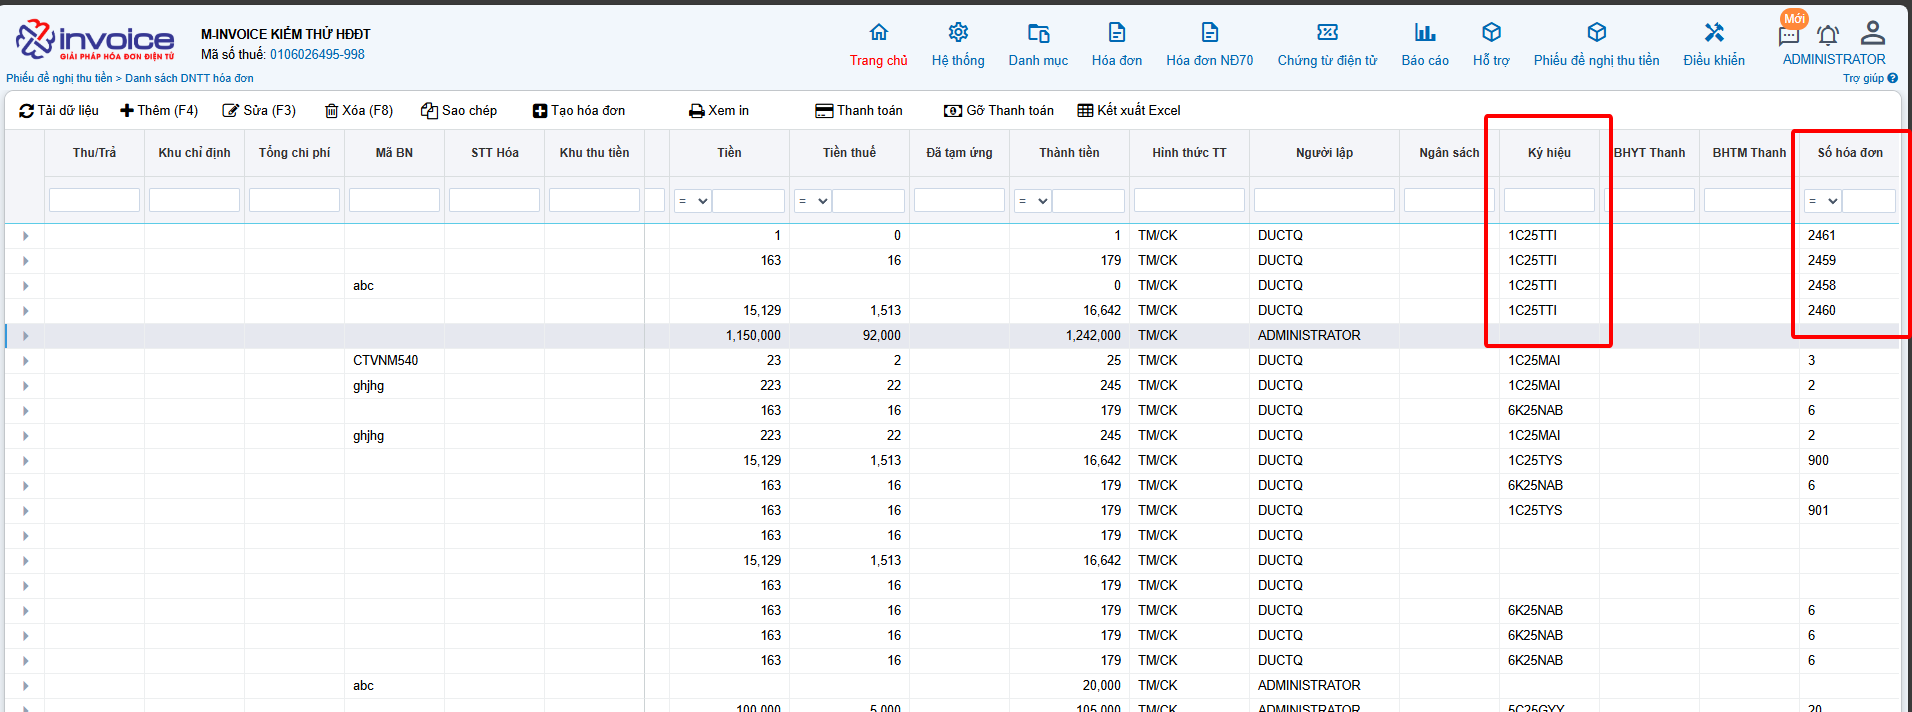 invoice
GIẢI PHÁP HÓA ĐƠN ĐIỆN TỬ
M-INVOICE KIỂM THỬ HĐĐT
Mã số thuế: 0106026495-998
Trang chủ Hệ thống Danh mục Hóa đơn Hóa đơn NĐ70 Chứng từ điện tử Báo cáo Hỗ trợ Phiếu đề nghị thu tiền Điều khiển
Mới
ADMINISTRATOR
Phiếu đề nghị thu tiền > Danh sách DNTT hóa đơn
Trợ giúp ?
Tải dữ liệu Thêm (F4) Sửa (F3) Xóa (F8) Sao chép Tạo hóa đơn Xem in Thanh toán Gỡ Thanh toán Kết xuất Excel
Thu/Trả Khu chỉ định Tổng chi phí Mã BN STT Hóa Khu thu tiền Tiền Tiền thuế Đã tạm ứng Thành tiền Hình thức TT Người lập Ngân sách Ký hiệu BHYT Thanh BHTM Thanh Số hóa đơn
= = = =
1 0 1 TM/CK DUCTQ 1C25TTI 2461
163 16 179 TM/CK DUCTQ 1C25TTI 2459
abc 0 TM/CK DUCTQ 1C25TTI 2458
15,129 1,513 16,642 TM/CK DUCTQ 1C25TTI 2460
1,150,000 92,000 1,242,000 TM/CK ADMINISTRATOR
CTVNM540 23 2 25 TM/CK DUCTQ 1C25MAI 3
ghjhg 223 22 245 TM/CK DUCTQ 1C25MAI 2
163 16 179 TM/CK DUCTQ 6K25NAB 6
ghjhg 223 22 245 TM/CK DUCTQ 1C25MAI 2
15,129 1,513 16,642 TM/CK DUCTQ 1C25TYS 900
163 16 179 TM/CK DUCTQ 6K25NAB 6
163 16 179 TM/CK DUCTQ 1C25TYS 901
163 16 179 TM/CK DUCTQ
15,129 1,513 16,642 TM/CK DUCTQ
163 16 179 TM/CK DUCTQ
163 16 179 TM/CK DUCTQ 6K25NAB 6
163 16 179 TM/CK DUCTQ 6K25NAB 6
163 16 179 TM/CK DUCTQ 6K25NAB 6
abc 20,000 TM/CK ADMINISTRATOR
100,000 5,000 105,000 TM/CK ADMINISTRATOR 5C25GYY 20